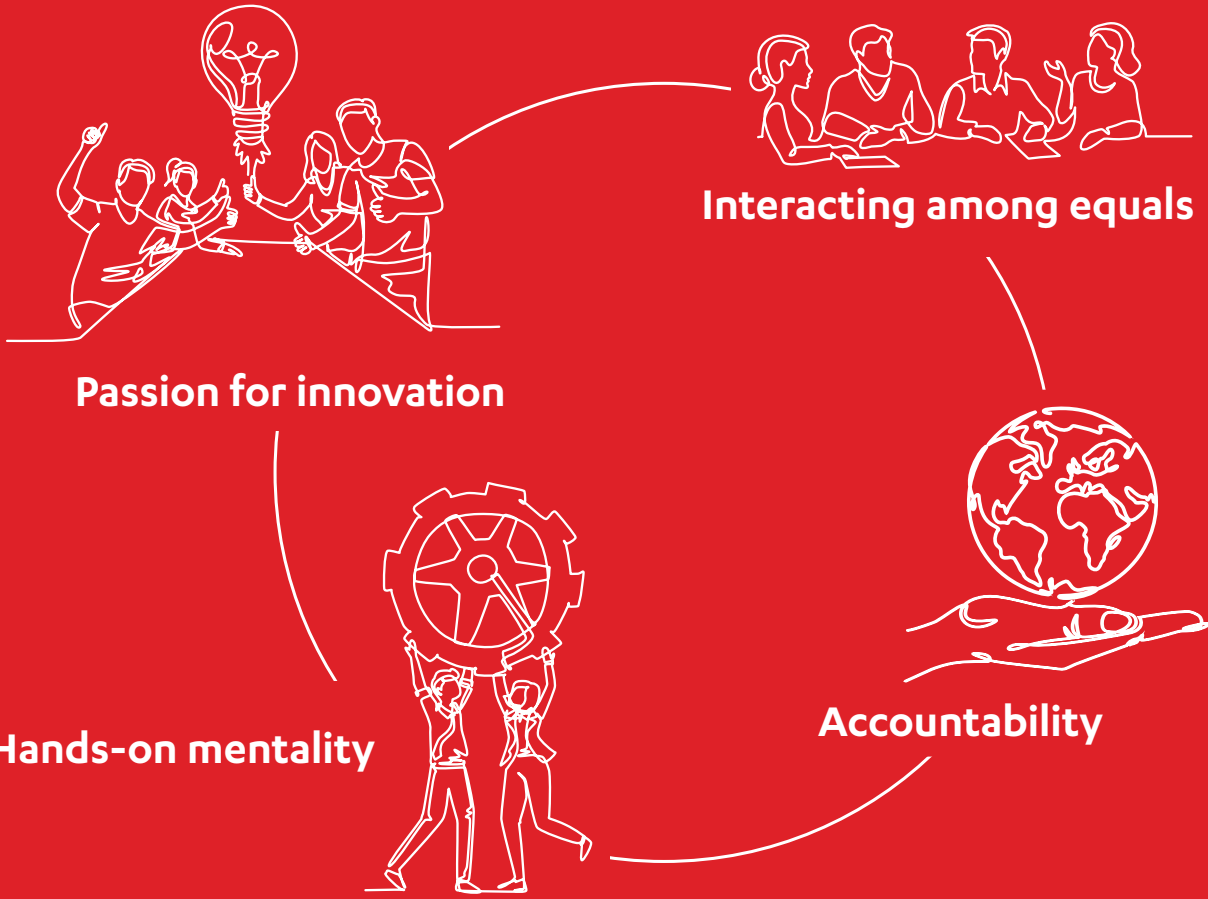 Interacting among equals
Passion for innovation
Accountability
Hands-on mentality